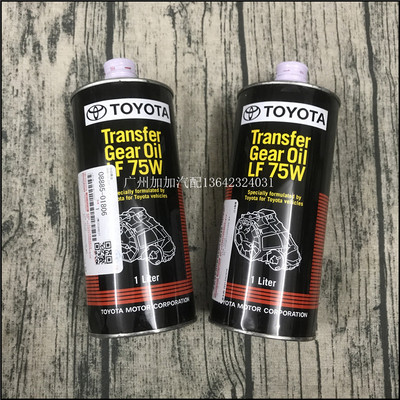 TOYOTA
Transfer
Gear Oil
LF 75W
Specially formulated by
Toyota for Toyota vehicles
1 Liter
TOYOTA MOTOR CORPORATION
08885-01806
TOYOTA
Transfer
Gear Oil
LF 75W
Specially formulated by
Toyota for Toyota vehicles
1 Liter
TOYOTA MOTOR CORPORATION
广州加加汽配13642324031